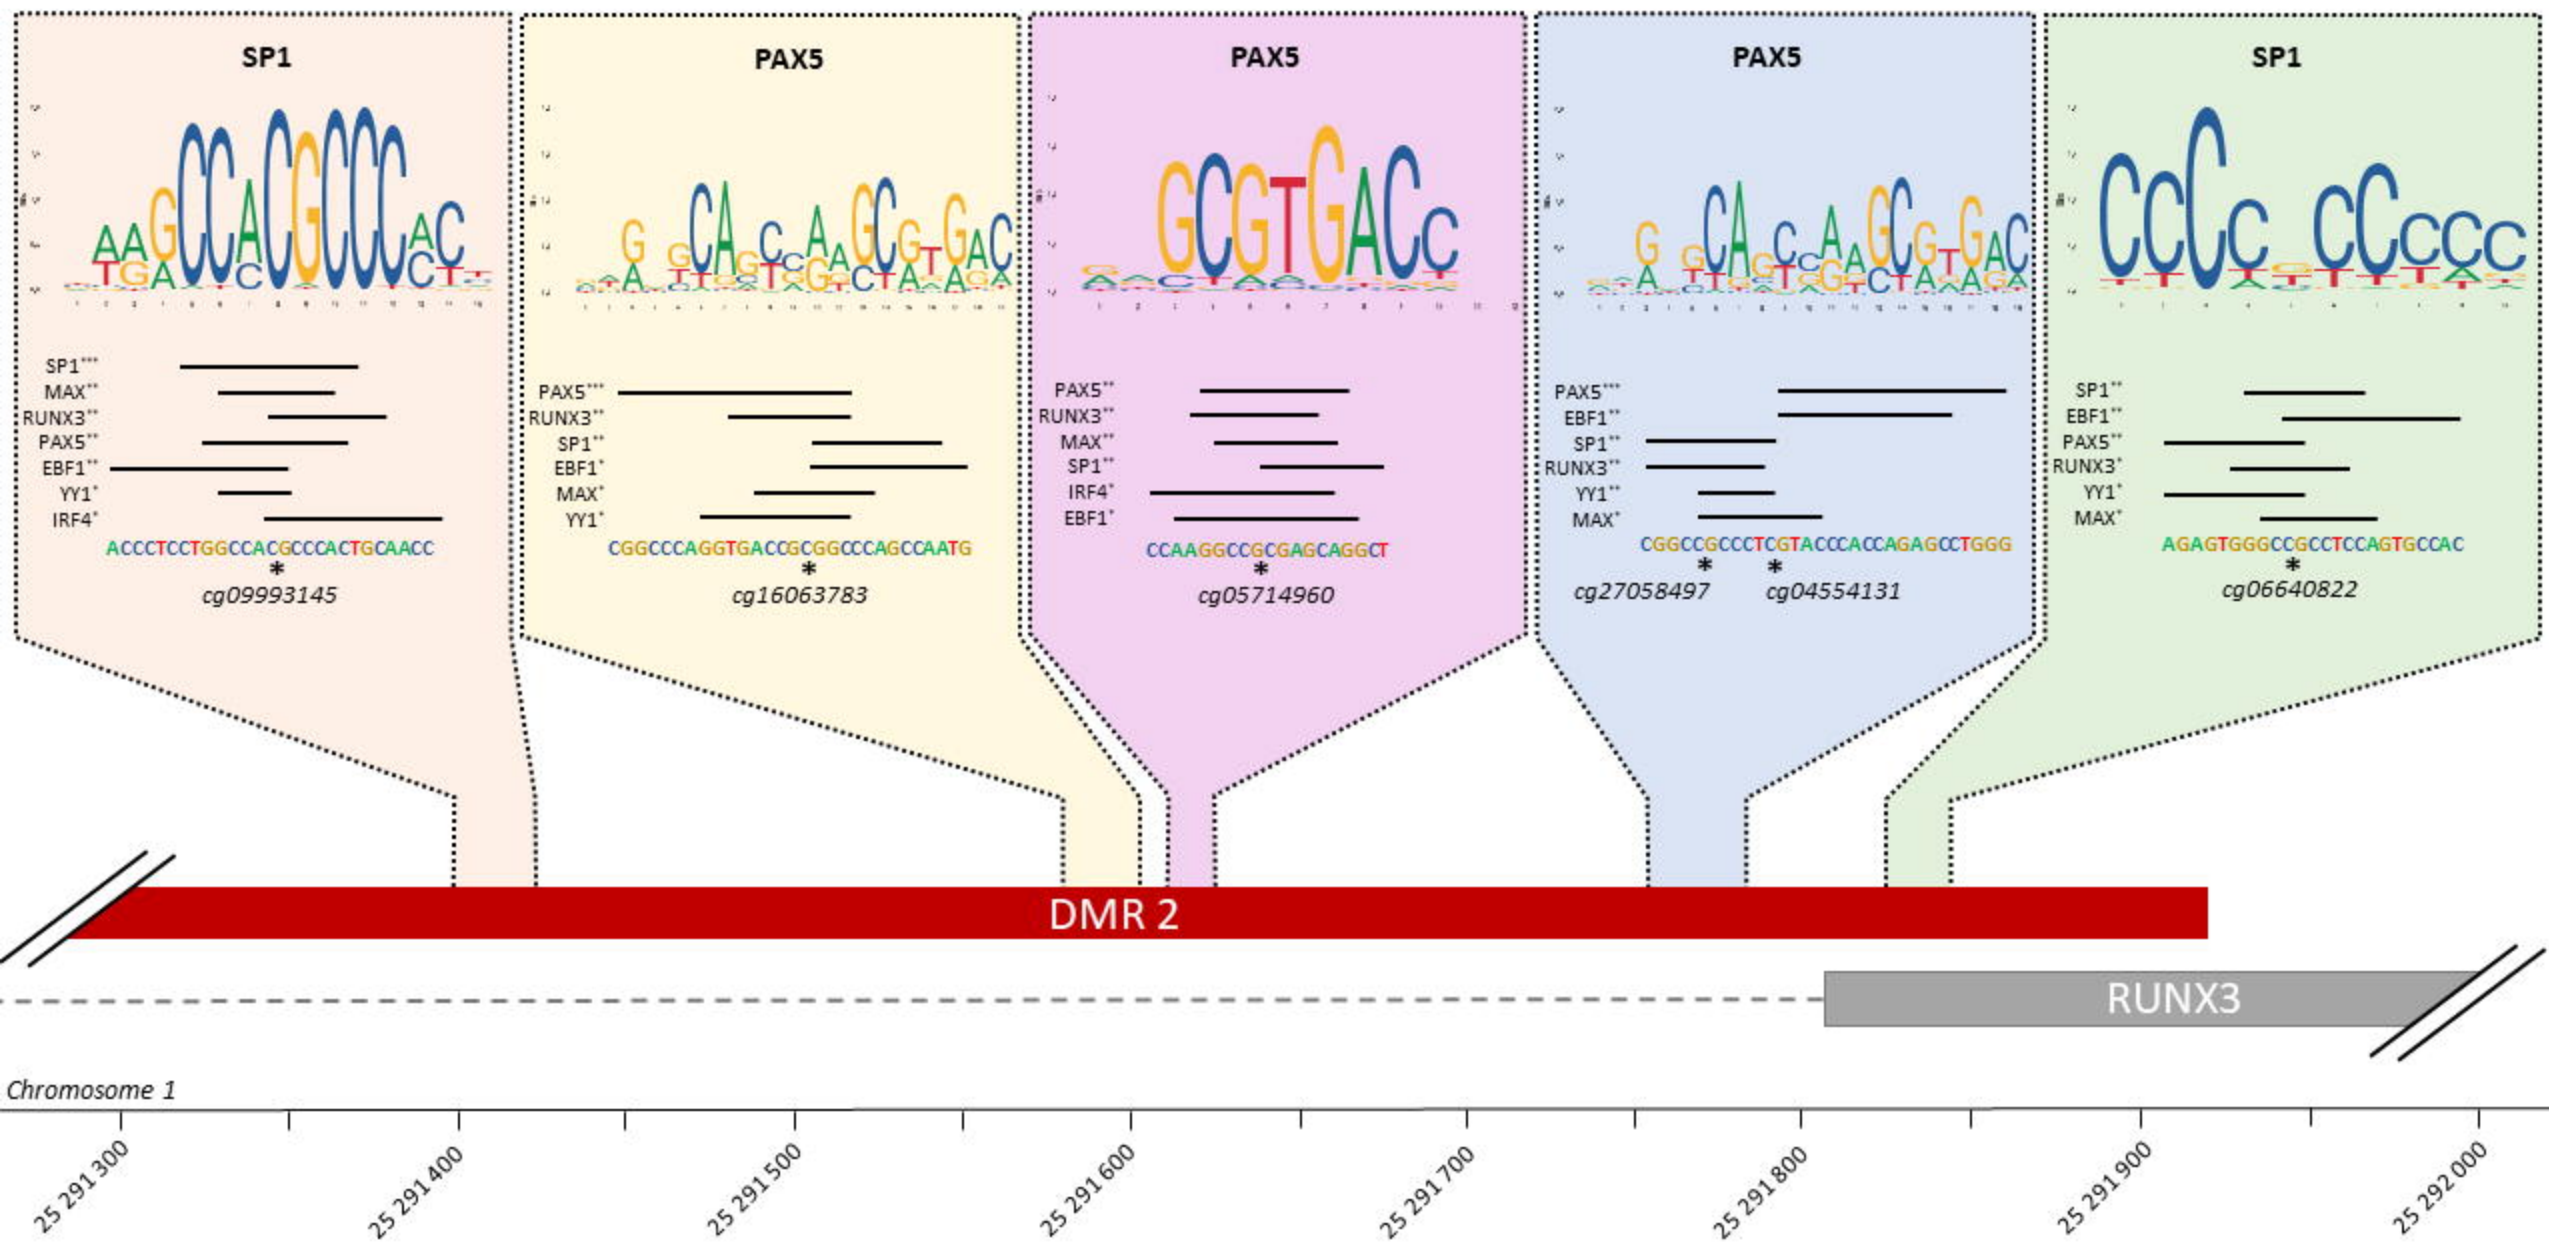 SP1
PAX5
PAX5
PAX5
SP1
SP1***
MAX**
RUNX3**
PAX5**
EBF1**
YY1*
IRF4*
ACCCTCCTGGCCACGCCCACTGCAACC
*
cg09993145
PAX5***
RUNX3**
SP1**
EBF1*
MAX*
YY1*
CGGCCCAGGTGACCGCGGCCCAGCCAATG
*
cg16063783
PAX5**
RUNX3**
MAX**
SP1**
IRF4*
EBF1*
CCAAGGCCGCGAGCAGGCT
*
cg05714960
PAX5***
EBF1**
SP1**
RUNX3**
YY1**
MAX*
CGGCCGCCCTCGTACCCACCAGAGCCTGGG
* *
cg27058497 cg04554131
SP1**
EBF1**
PAX5**
RUNX3*
YY1*
MAX*
AGAGTGGGCCGCCTCCAGTGCCAC
*
cg06640822
DMR 2
RUNX3
Chromosome 1
25 291 300
25 291 400
25 291 500
25 291 600
25 291 700
25 291 800
25 291 900
25 292 000